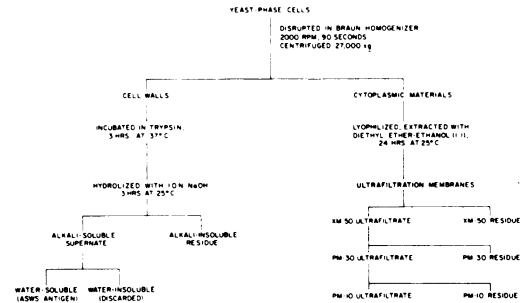 YEAST-PHASE CELLS
DISRUPTED IN BRAUN HOMOGENIZER
2000 RPM, 90 SECONDS
CENTRIFUGED 27,000 xg
CELL WALLS
CYTOPLASMIC MATERIALS
INCUBATED IN TRYPSIN,
3 HRS AT 37°C
LYOPHILIZED, EXTRACTED WITH
DIETHYL ETHER-ETHANOL (1:1),
24 HRS AT 25°C
HYDROLIZED WITH 1.0N NaOH
3 HRS AT 25°C
ULTRAFILTRATION MEMBRANES
ALKALI-SOLUBLE
SUPERNATE
ALKALI-INSOLUBLE
RESIDUE
XM-50 ULTRAFILTRATE
XM-50 RESIDUE
PM-30 ULTRAFILTRATE
PM-30 RESIDUE
WATER-SOLUBLE
(ASWS ANTIGEN)
WATER-INSOLUBLE
(DISCARDED)
PM-10 ULTRAFILTRATE
PM-10 RESIDUE